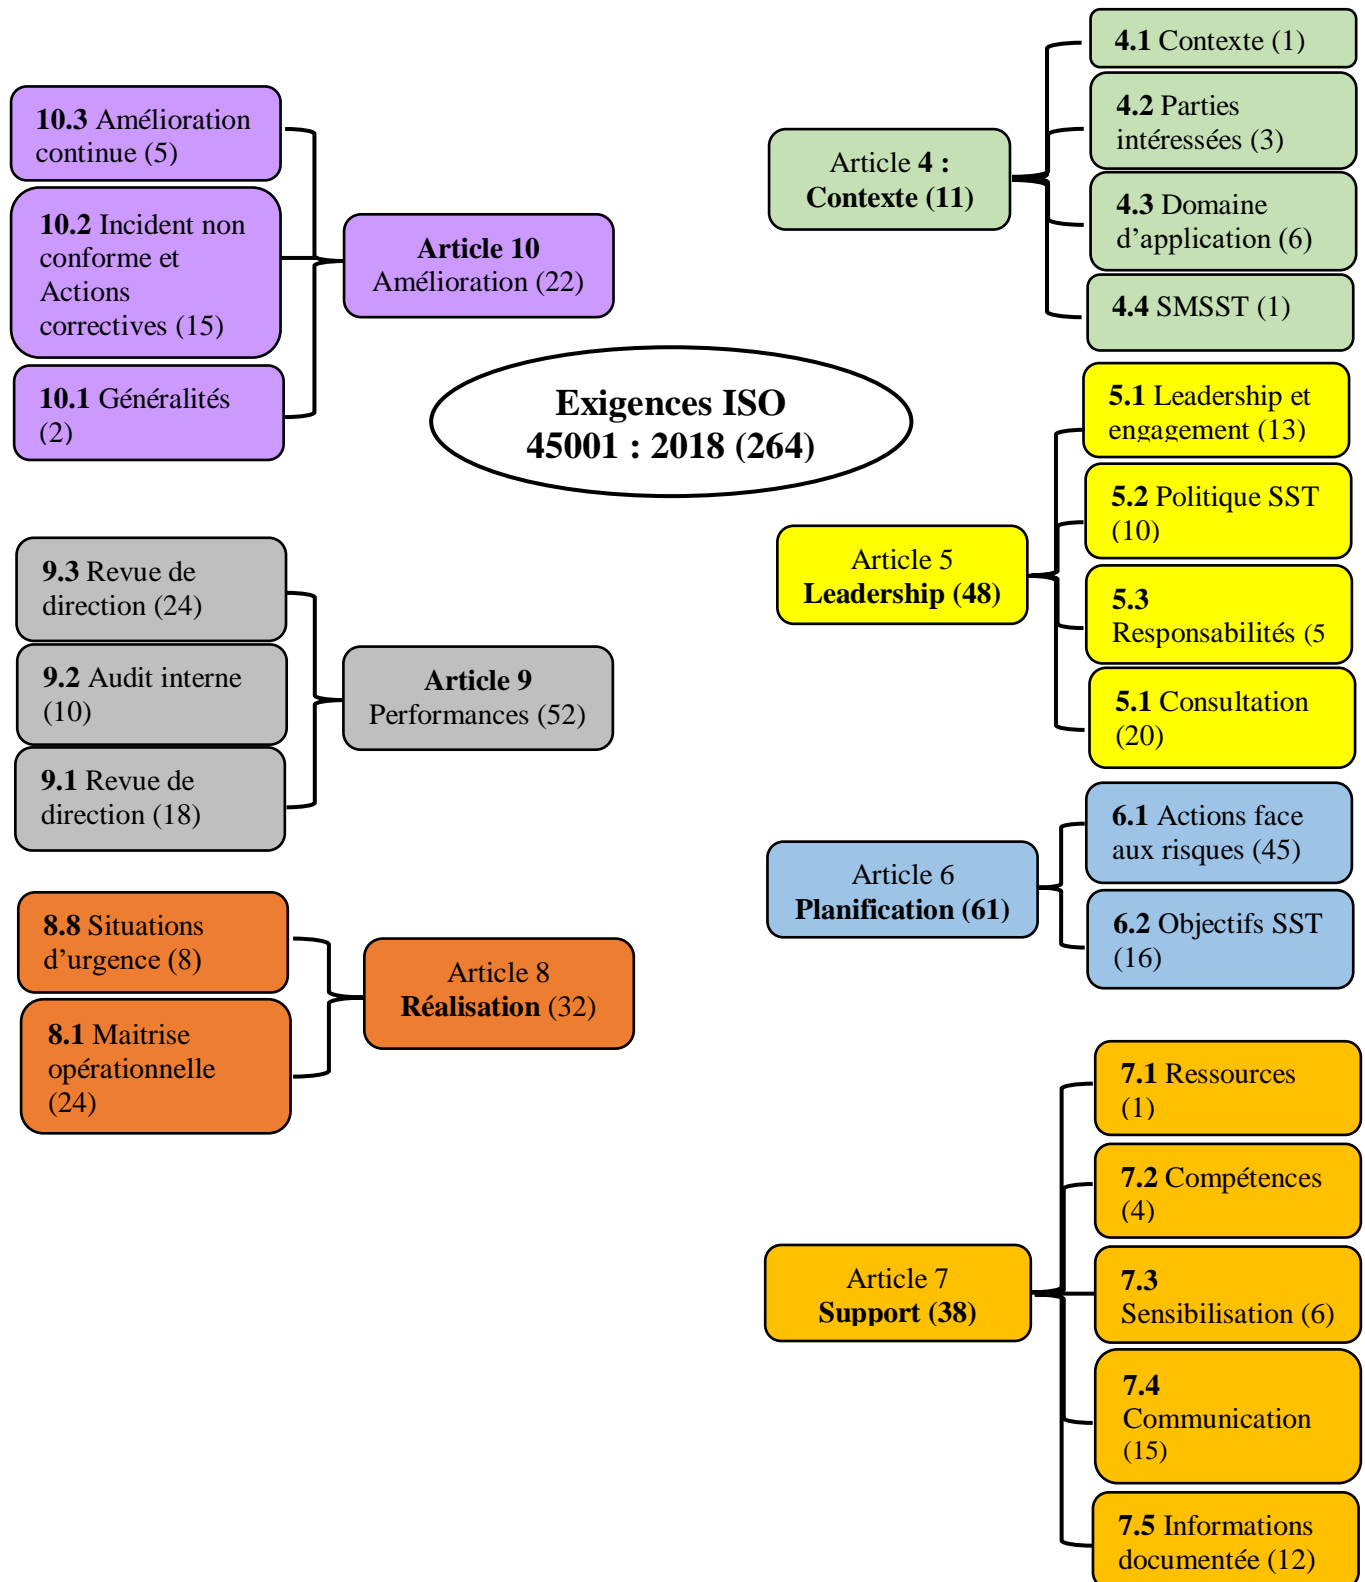 Exigences ISO
45001 : 2018 (264)
Article 4 :
Contexte (11)
4.1 Contexte (1)
4.2 Parties
intéressées (3)
4.3 Domaine
d’application (6)
4.4 SMSST (1)
Article 5
Leadership (48)
5.1 Leadership et
engagement (13)
5.2 Politique SST
(10)
5.3
Responsabilités (5
5.1 Consultation
(20)
Article 6
Planification (61)
6.1 Actions face
aux risques (45)
6.2 Objectifs SST
(16)
Article 7
Support (38)
7.1 Ressources
(1)
7.2 Compétences
(4)
7.3
Sensibilisation (6)
7.4
Communication
(15)
7.5 Informations
documentée (12)
Article 8
Réalisation (32)
8.8 Situations
d’urgence (8)
8.1 Maitrise
opérationnelle
(24)
Article 9
Performances (52)
9.3 Revue de
direction (24)
9.2 Audit interne
(10)
9.1 Revue de
direction (18)
Article 10
Amélioration (22)
10.3 Amélioration
continue (5)
10.2 Incident non
conforme et
Actions
correctives (15)
10.1 Généralités
(2)